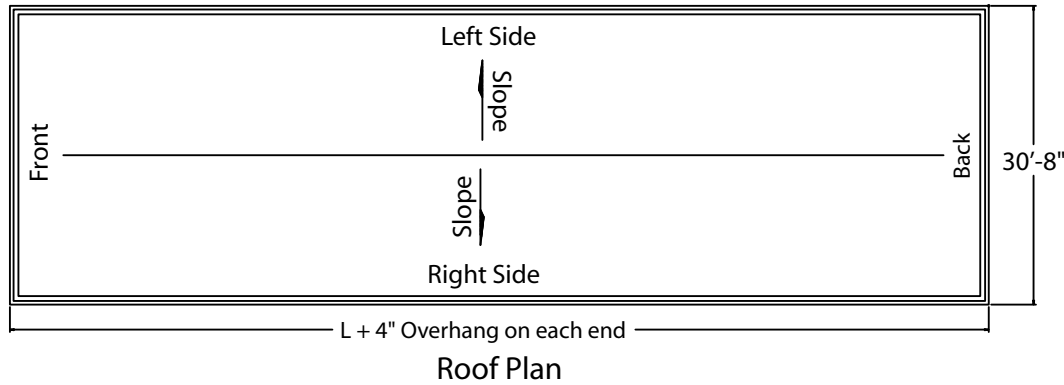 Left Side
Slope
Front
Back
30’-8"
Slope
Right Side
L + 4" Overhang on each end
Roof Plan